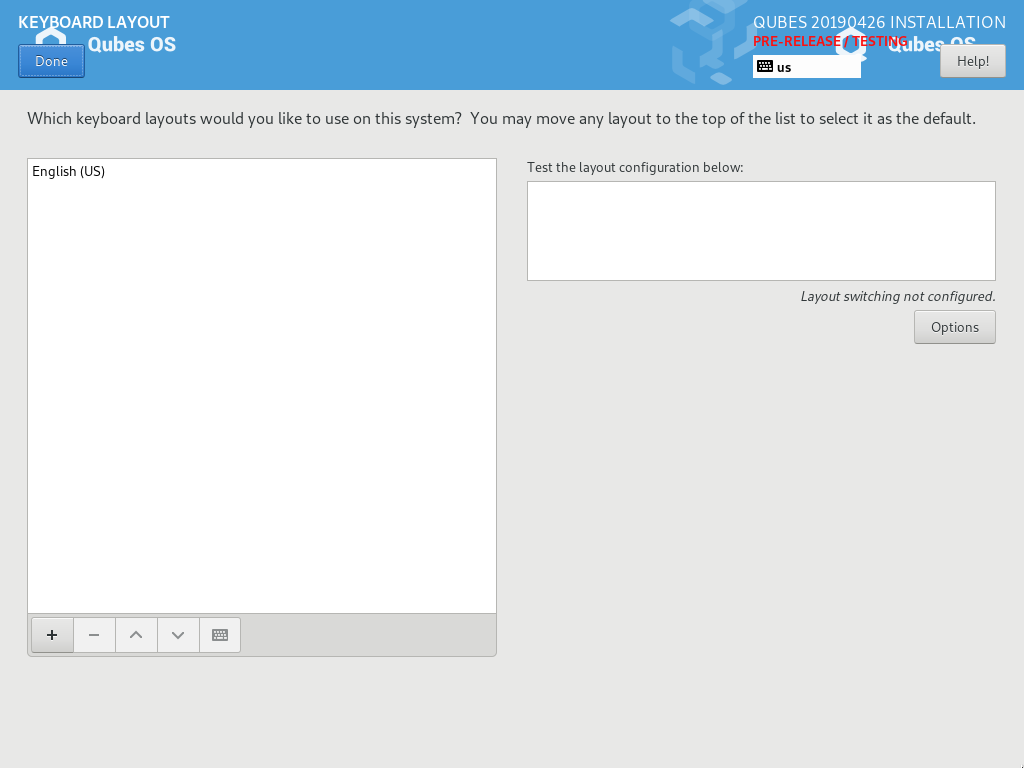 KEYBOARD LAYOUT
Qubes OS
Done
QUBES 20190426 INSTALLATION
PRE-RELEASE / TESTING
Qubes OS
us
Help!
Which keyboard layouts would you like to use on this system?  You may move any layout to the top of the list to select it as the default.
English (US)
Test the layout configuration below:
Layout switching not configured.
Options